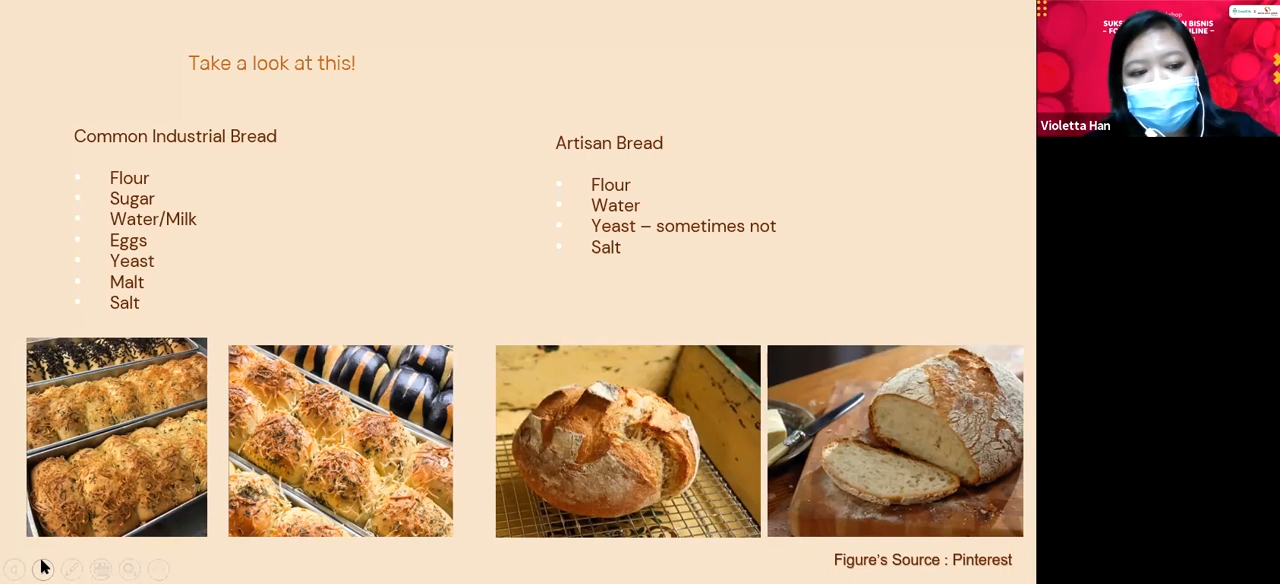 Take a look at this!
Common Industrial Bread
Flour
Sugar
Water/Milk
Eggs
Yeast
Malt
Salt
Artisan Bread
Flour
Water
Yeast – sometimes not
Salt
Figure's Source : Pinterest
Violetta Han